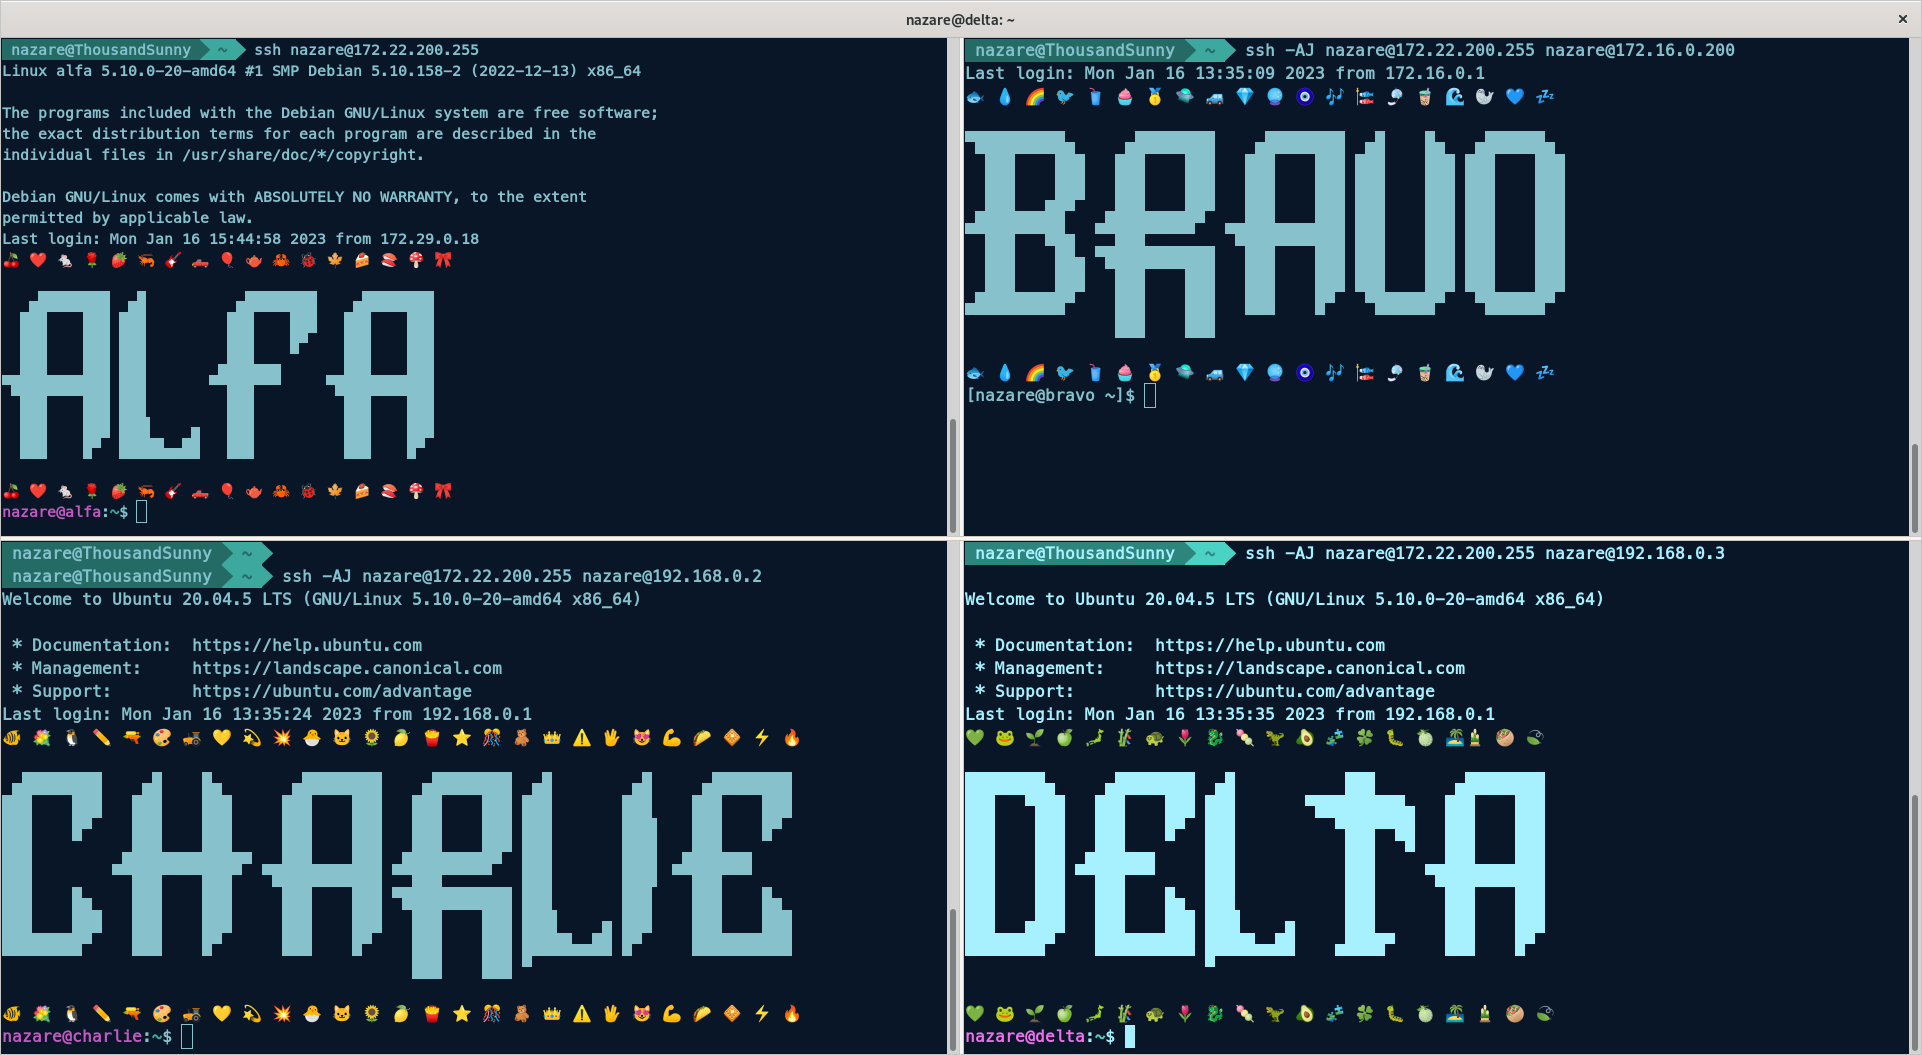 nazare@delta: ~
nazare@ThousandSunny ~ ssh nazare@172.22.200.255
Linux alfa 5.10.0-20-amd64 #1 SMP Debian 5.10.158-2 (2022-12-13) x86_64
The programs included with the Debian GNU/Linux system are free software;
the exact distribution terms for each program are described in the
individual files in /usr/share/doc/*/copyright.
Debian GNU/Linux comes with ABSOLUTELY NO WARRANTY, to the extent
permitted by applicable law.
Last login: Mon Jan 16 15:44:58 2023 from 172.29.0.18
ALFA
nazare@alfa:~$
nazare@ThousandSunny ~ ssh -AJ nazare@172.22.200.255 nazare@172.16.0.200
Last login: Mon Jan 16 13:35:09 2023 from 172.16.0.1
BRAVO
[nazare@bravo ~]$
nazare@ThousandSunny ~
nazare@ThousandSunny ~ ssh -AJ nazare@172.22.200.255 nazare@192.168.0.2
Welcome to Ubuntu 20.04.5 LTS (GNU/Linux 5.10.0-20-amd64 x86_64)
* Documentation: https://help.ubuntu.com
* Management: https://landscape.canonical.com
* Support: https://ubuntu.com/advantage
Last login: Mon Jan 16 13:35:24 2023 from 192.168.0.1
CHARLIE
nazare@charlie:~$
nazare@ThousandSunny ~ ssh -AJ nazare@172.22.200.255 nazare@192.168.0.3
Welcome to Ubuntu 20.04.5 LTS (GNU/Linux 5.10.0-20-amd64 x86_64)
* Documentation: https://help.ubuntu.com
* Management: https://landscape.canonical.com
* Support: https://ubuntu.com/advantage
Last login: Mon Jan 16 13:35:35 2023 from 192.168.0.1
DELTA
nazare@delta:~$